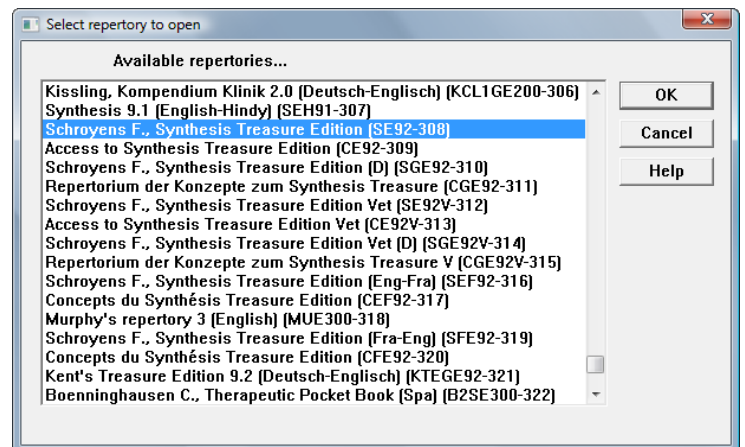 Select repertory to open
Available repertories...
Kissling, Kompendium Klinik 2.0 (Deutsch-Englisch) (KCL1GE200-306)
Synthesis 9.1 (English-Hindy) (SEH91-307)
Schroyens F., Synthesis Treasure Edition (SE92-308)
Access to Synthesis Treasure Edition (CE92-309)
Schroyens F., Synthesis Treasure Edition (D) (SGE92-310)
Repertorium der Konzepte zum Synthesis Treasure (CGE92-311)
Schroyens F., Synthesis Treasure Edition Vet (SE92V-312)
Access to Synthesis Treasure Edition Vet (CE92V-313)
Schroyens F., Synthesis Treasure Edition Vet (D) (SGE92V-314)
Repertorium der Konzepte zum Synthesis Treasure V (CGE92V-315)
Schroyens F., Synthesis Treasure Edition (Eng-Fra) (SEF92-316)
Concepts du Synthésis Treasure Edition (CEF92-317)
Murphy's repertory 3 (English) (MUE300-318)
Schroyens F., Synthesis Treasure Edition (Fra-Eng) (SFE92-319)
Concepts du Synthésis Treasure Edition (CFE92-320)
Kent's Treasure Edition 9.2 (Deutsch-Englisch) (KTEGE92-321)
Boenninghausen C., Therapeutic Pocket Book (Spa) (B2SE300-322)
OK
Cancel
Help